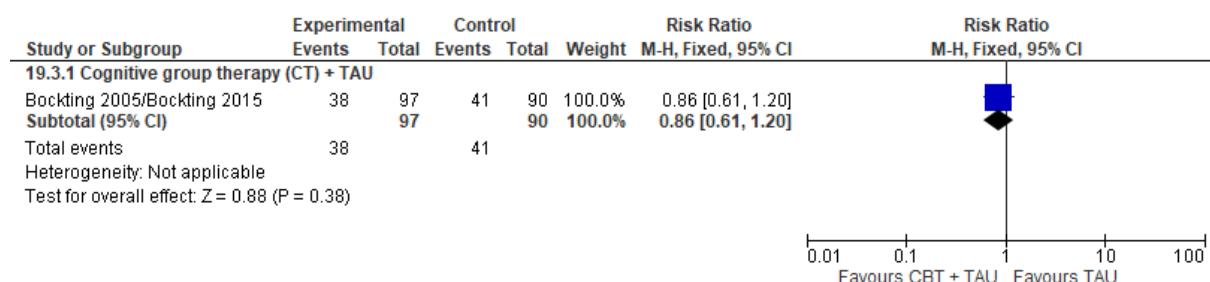 Experimental Control Risk Ratio Risk Ratio
Study or Subgroup Events Total Events Total Weight M-H, Fixed, 95% CI M-H, Fixed, 95% CI
19.3.1 Cognitive group therapy (CT) + TAU
Bockting 2005/Bockting 2015 38 97 41 90 100.0% 0.86 [0.61, 1.20]
Subtotal (95% CI) 97 90 100.0% 0.86 [0.61, 1.20]
Total events 38 41
Heterogeneity: Not applicable
Test for overall effect: Z = 0.88 (P = 0.38)
0.01 0.1 1 10 100
Favours CBT + TAU Favours TAU